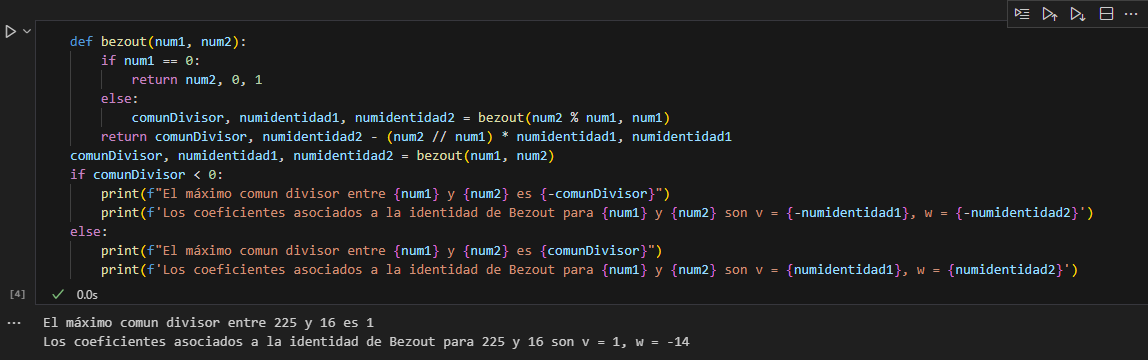 def bezout(num1, num2):
    if num1 == 0:
        return num2, 0, 1
    else:
        comunDivisor, numidentidad1, numidentidad2 = bezout(num2 % num1, num1)
    return comunDivisor, numidentidad2 - (num2 // num1) * numidentidad1, numidentidad1
comunDivisor, numidentidad1, numidentidad2 = bezout(num1, num2)
if comunDivisor < 0:
    print(f"El máximo comun divisor entre {num1} y {num2} es {-comunDivisor}")
    print(f'Los coeficientes asociados a la identidad de Bezout para {num1} y {num2} son v = {-numidentidad1}, w = {-numidentidad2}')
else:
    print(f"El máximo comun divisor entre {num1} y {num2} es {comunDivisor}")
    print(f'Los coeficientes asociados a la identidad de Bezout para {num1} y {num2} son v = {numidentidad1}, w = {numidentidad2}')
[4] 0.0s
El máximo comun divisor entre 225 y 16 es 1
Los coeficientes asociados a la identidad de Bezout para 225 y 16 son v = 1, w = -14